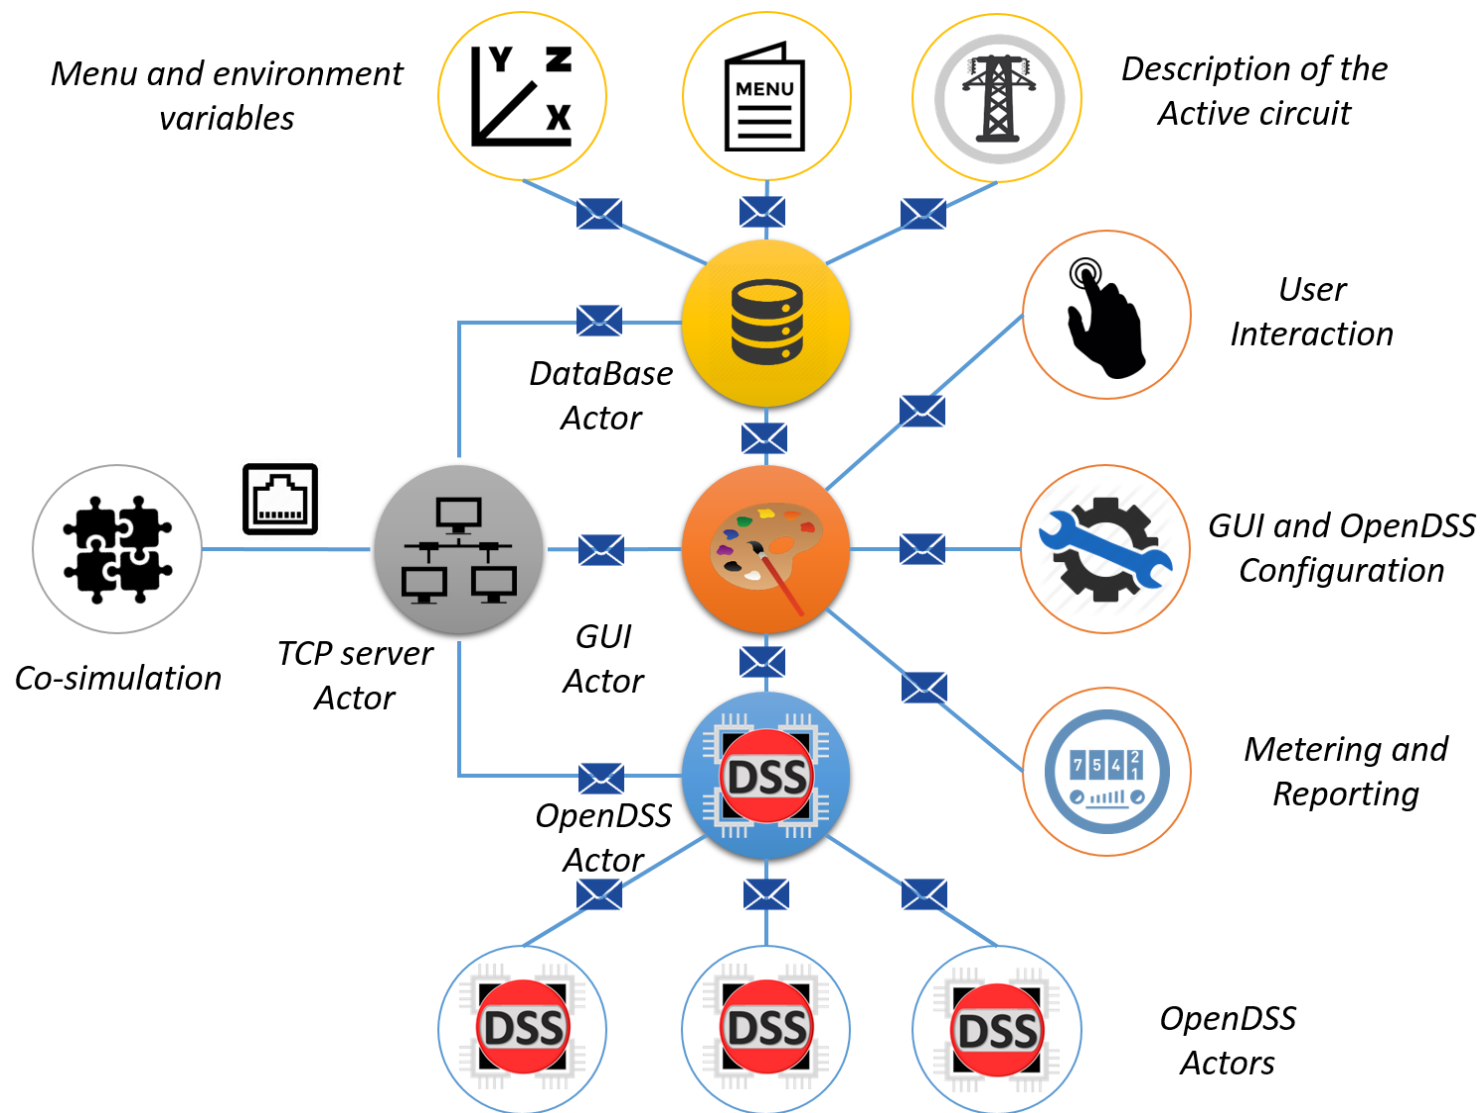 Menu and environment
variables
Y Z
X
MENU
Description of the
Active circuit
User
Interaction
DataBase
Actor
GUI and OpenDSS
Configuration
Co-simulation
TCP server
Actor
GUI
Actor
DSS
7 5 4 2
1
Metering and
Reporting
OpenDSS
Actor
DSS
DSS
DSS
OpenDSS
Actors